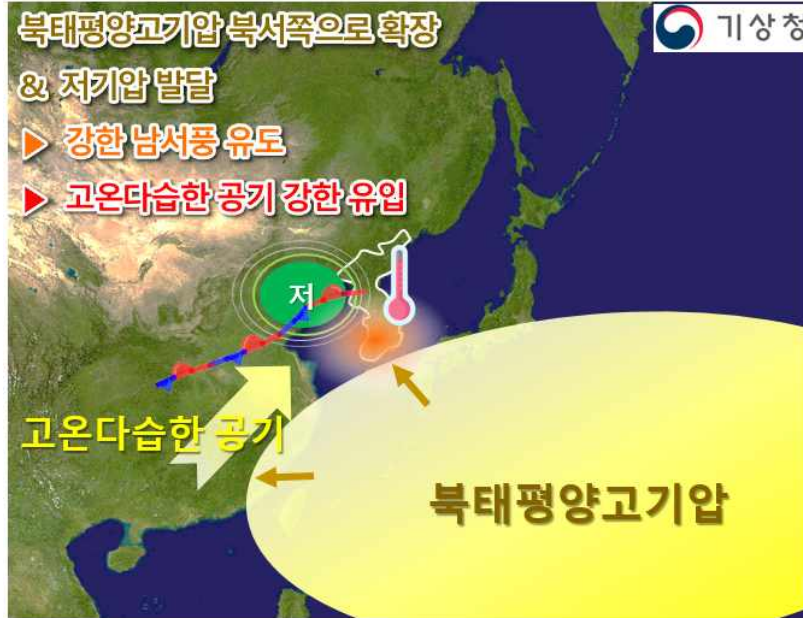 북태평양고기압 북서쪽으로 확장
& 저기압 발달
▶ 강한 남서풍 유도
▶ 고온다습한 공기 강한 유입
기상청
저
고온다습한 공기
북태평양고기압